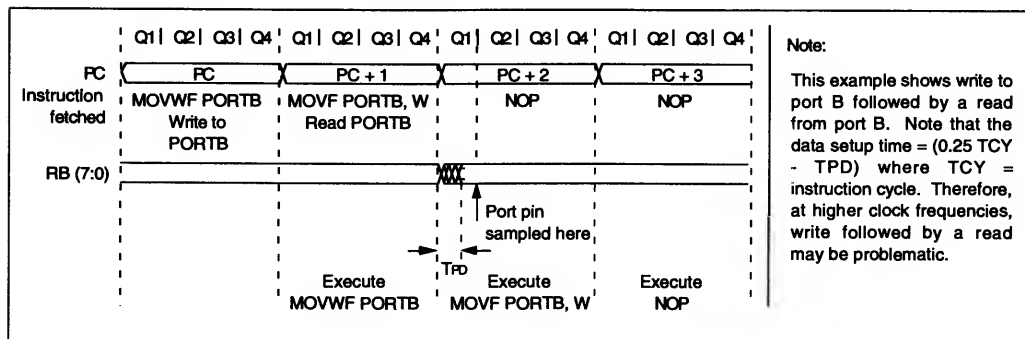 Q1| Q2| Q3| Q4 Q1| Q2| Q3| Q4 Q1| Q2| Q3| Q4 Q1| Q2| Q3| Q4
PC PC PC + 1 PC + 2 PC + 3
Instruction fetched
MOVWF PORTB
Write to
PORTB
MOVF PORTB, W
Read PORTB
NOP
NOP
RB (7:0)
Port pin
sampled here
TPD
Execute
MOVWF PORTB
Execute
MOVF PORTB, W
Execute
NOP
Note:
This example shows write to
port B followed by a read
from port B. Note that the
data setup time = (0.25 TCY
- TPD) where TCY =
instruction cycle. Therefore,
at higher clock frequencies,
write followed by a read
may be problematic.